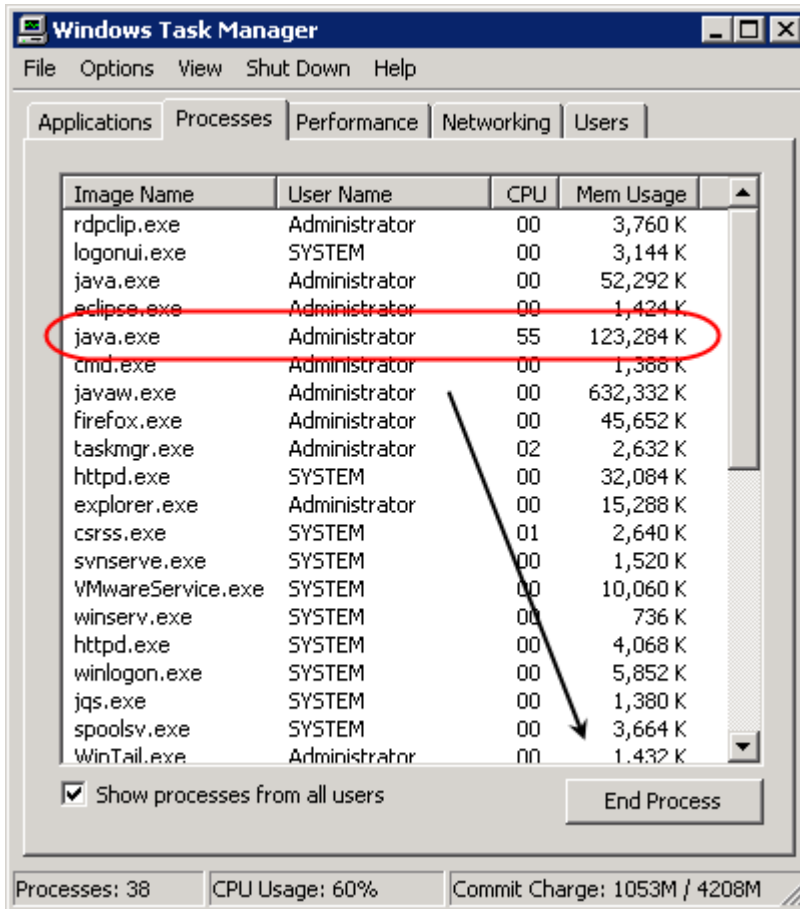 Windows Task Manager
File Options View Shut Down Help
Applications Processes Performance Networking Users
Image Name User Name CPU Mem Usage
rdpclip.exe Administrator 00 3,760 K
logonui.exe SYSTEM 00 3,144 K
java.exe Administrator 00 52,292 K
eclipse.exe Administrator 00 1,424 K
java.exe Administrator 55 123,284 K
cmd.exe Administrator 00 1,388 K
javaw.exe Administrator 00 632,332 K
firefox.exe Administrator 00 45,652 K
taskmgr.exe Administrator 02 2,632 K
httpd.exe SYSTEM 00 32,084 K
explorer.exe Administrator 00 15,288 K
csrss.exe SYSTEM 01 2,640 K
svnserve.exe SYSTEM 00 1,520 K
VMwareService.exe SYSTEM 00 10,060 K
winserv.exe SYSTEM 00 736 K
httpd.exe SYSTEM 00 4,068 K
winlogon.exe SYSTEM 00 5,852 K
jqs.exe SYSTEM 00 1,380 K
spoolsv.exe SYSTEM 00 3,664 K
WinTail.exe Administrator 00 1,432 K
Show processes from all users End Process
Processes: 38 CPU Usage: 60% Commit Charge: 1053M / 4208M